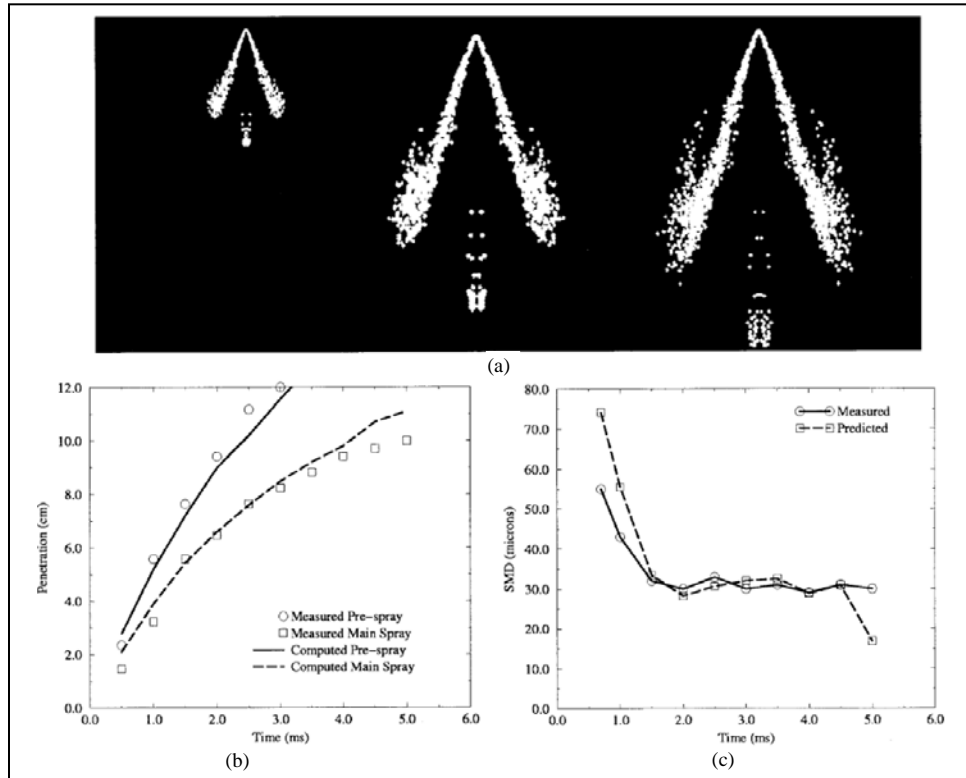 (a)
12.0
10.0
8.0
6.0
4.0
2.0
0.0
Penetration (cm)
Measured Pre-spray
Measured Main Spray
Computed Pre-spray
Computed Main Spray
0.0 1.0 2.0 3.0 4.0 5.0 6.0
Time (ms)
(b)
80.0
70.0
60.0
50.0
40.0
30.0
20.0
10.0
0.0
SMD (microns)
Measured
Predicted
0.0 1.0 2.0 3.0 4.0 5.0 6.0
Time (ms)
(c)